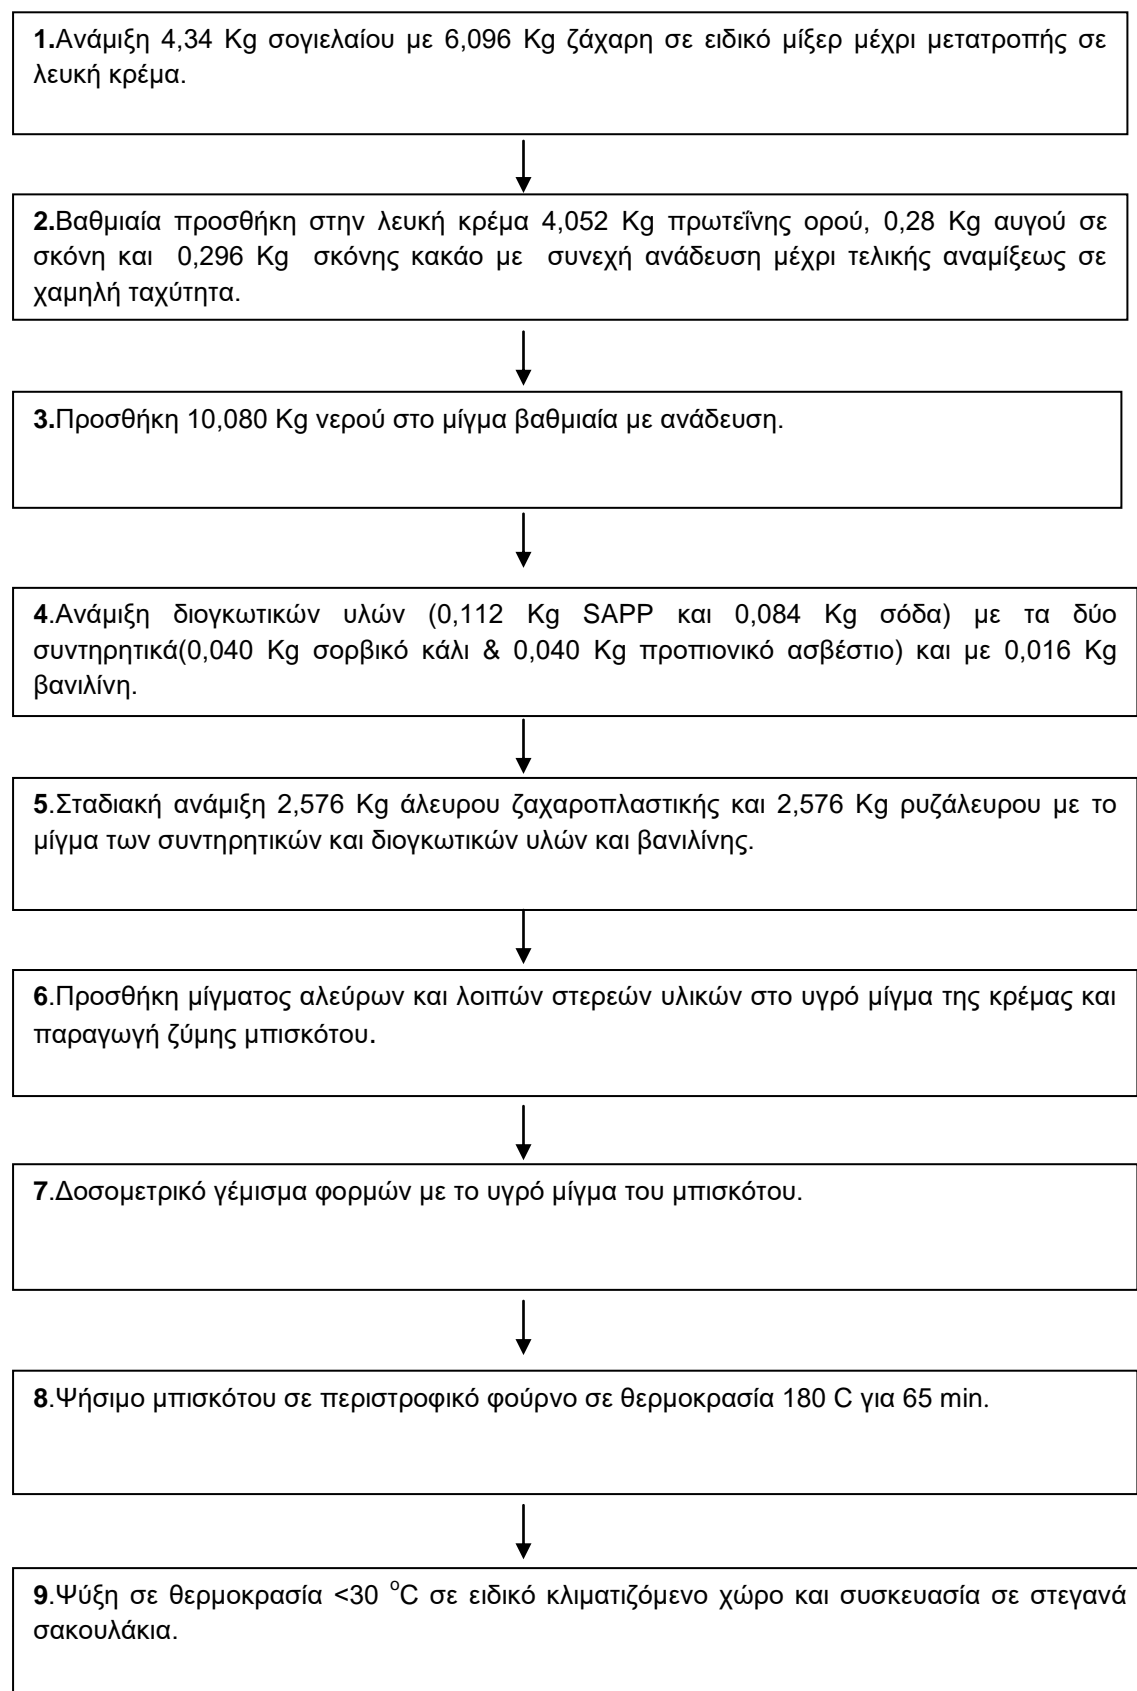 1.Ανάμιξη 4,34 Kg σογιελαίου με 6,096 Kg ζάχαρη σε ειδικό μίξερ μέχρι μετατροπής σε
λευκή κρέμα.
2.Βαθμιαία προσθήκη στην λευκή κρέμα 4,052 Kg πρωτεΐνης ορού, 0,28 Kg αυγού σε
σκόνη και 0,296 Kg σκόνης κακάο με συνεχή ανάδευση μέχρι τελικής αναμίξεως σε
χαμηλή ταχύτητα.
3.Προσθήκη 10,080 Kg νερού στο μίγμα βαθμιαία με ανάδευση.
4.Ανάμιξη διογκωτικών υλών (0,112 Kg SAPP και 0,084 Kg σόδα) με τα δύο
συντηρητικά(0,040 Kg σορβικό κάλι & 0,040 Kg προπιονικό ασβέστιο) και με 0,016 Kg
βανιλίνη.
5.Σταδιακή ανάμιξη 2,576 Kg άλευρου ζαχαροπλαστικής και 2,576 Kg ρυζάλευρου με το
μίγμα των συντηρητικών και διογκωτικών υλών και βανιλίνης.
6.Προσθήκη μίγματος αλεύρων και λοιπών στερεών υλικών στο υγρό μίγμα της κρέμας και
παραγωγή ζύμης μπισκότου.
7.Δοσομετρικό γέμισμα φορμών με το υγρό μίγμα του μπισκότου.
8.Ψήσιμο μπισκότου σε περιστροφικό φούρνο σε θερμοκρασία 180 C για 65 min.
9.Ψύξη σε θερμοκρασία <30 °C σε ειδικό κλιματιζόμενο χώρο και συσκευασία σε στεγανά
σακουλάκια.